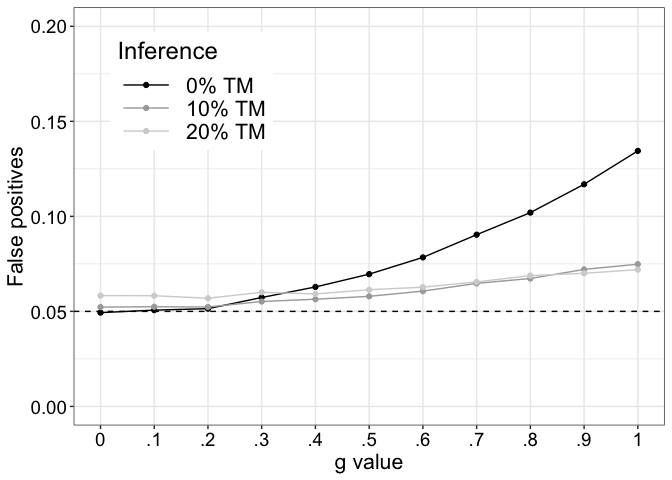 Inference
0% TM
10% TM
20% TM
False positives
0.20
0.15
0.10
0.05
0.00
0 .1 .2 .3 .4 .5 .6 .7 .8 .9 1
g value